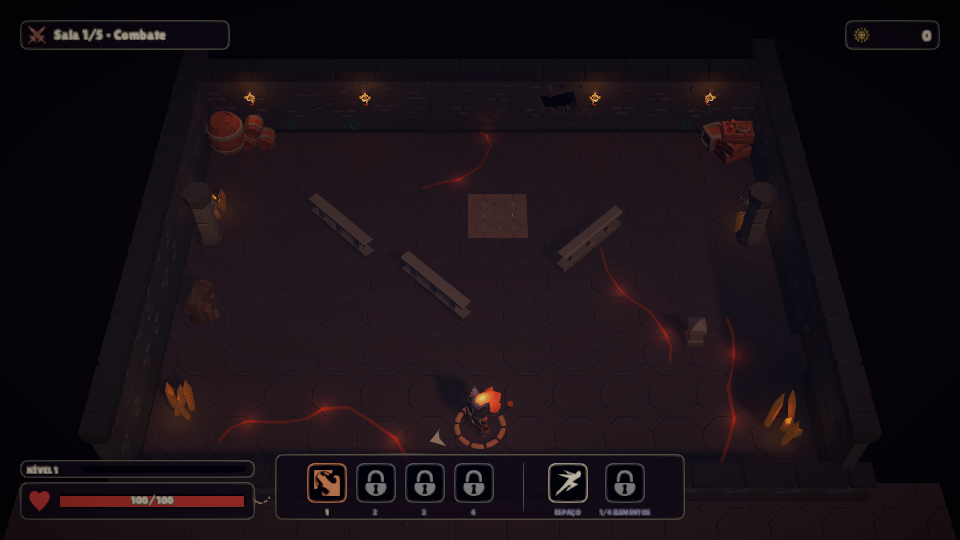 Sala 1/5 - Combate
0
NÍVEL 1
100/100
1
2
3
4
ESPAÇO
1/4 ELEMENTOS